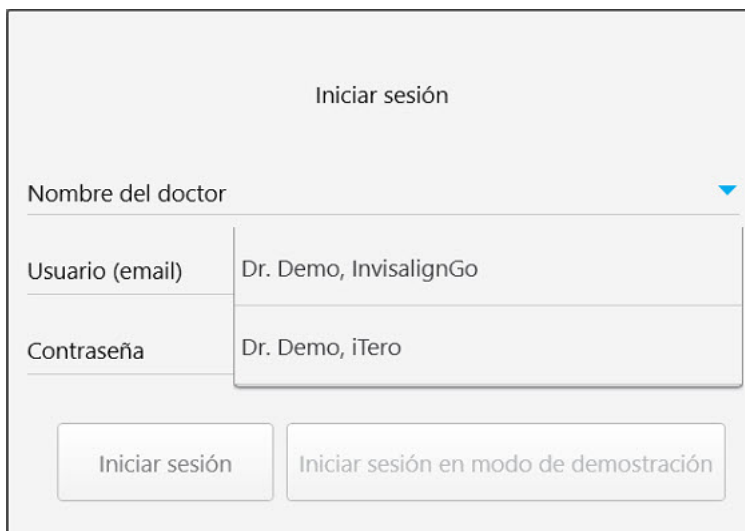 Iniciar sesión
Nombre del doctor
Usuario (email)
Dr. Demo, InvisalignGo
Contraseña
Dr. Demo, iTero
Iniciar sesión
Iniciar sesión en modo de demostración